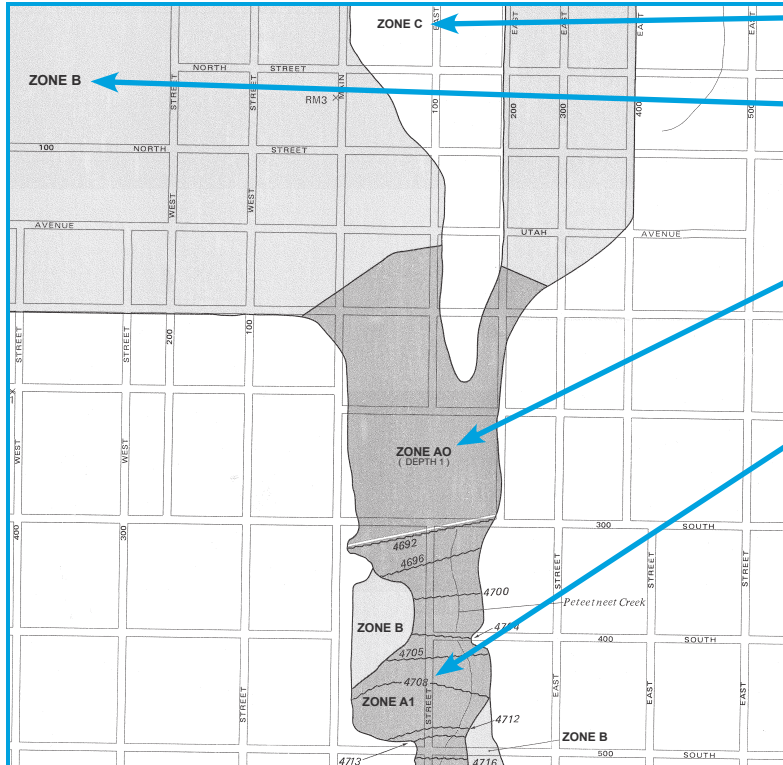 ZONE C
EAST
EAST
EAST
EAST
NORTH STREET
ZONE B
STREET
STREET
MAIN
RM3
100
200
300
400
500
100 NORTH STREET
WEST
WEST
AVENUE
UTAH AVENUE
200
100
STREET
STREET
WEST
WEST
ZONE AO
( DEPTH 1 )
400
300
300 SOUTH
4692
4696
STREET
STREET
STREET
4700
Peteetneet Creek
ZONE B
4704
400 SOUTH
4705
4708
ZONE A1
STREET
STREET
EAST
EAST
4712
ZONE B
4713
4716
500 SOUTH